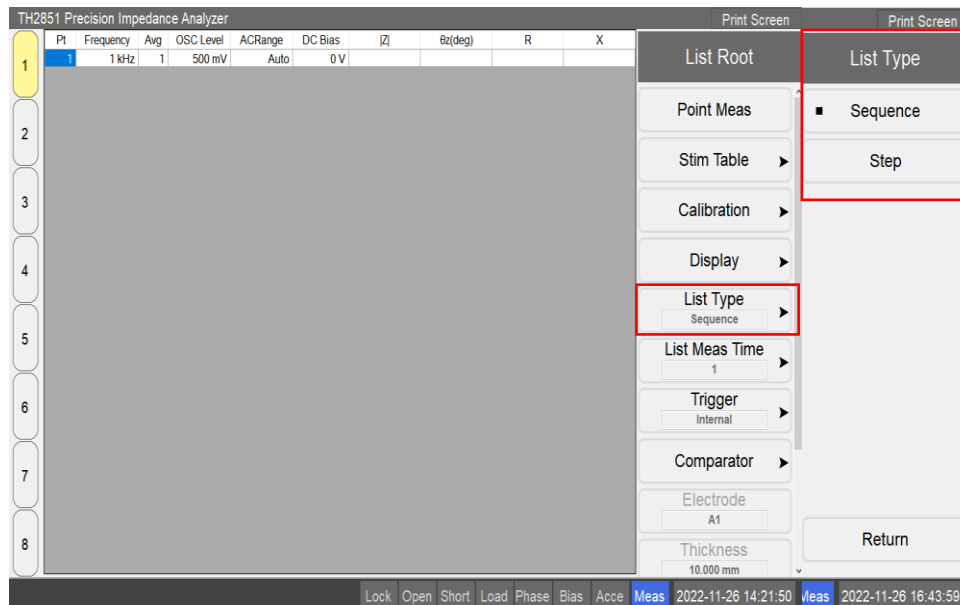 TH2851 Precision Impedance Analyzer
Print Screen
Print Screen
Pt Frequency Avg OSC Level ACRange DC Bias |Z| θz(deg) R X
1 1 kHz 1 500 mV Auto 0 V
1
2
3
4
5
6
7
8
List Root
Point Meas
Stim Table
Calibration
Display
List Type
Sequence
List Meas Time
1
Trigger
Internal
Comparator
Electrode
A1
Thickness
10.000 mm
List Type
Sequence
Step
Return
Lock Open Short Load Phase Bias Acce Meas 2022-11-26 14:21:50 Meas 2022-11-26 16:43:59